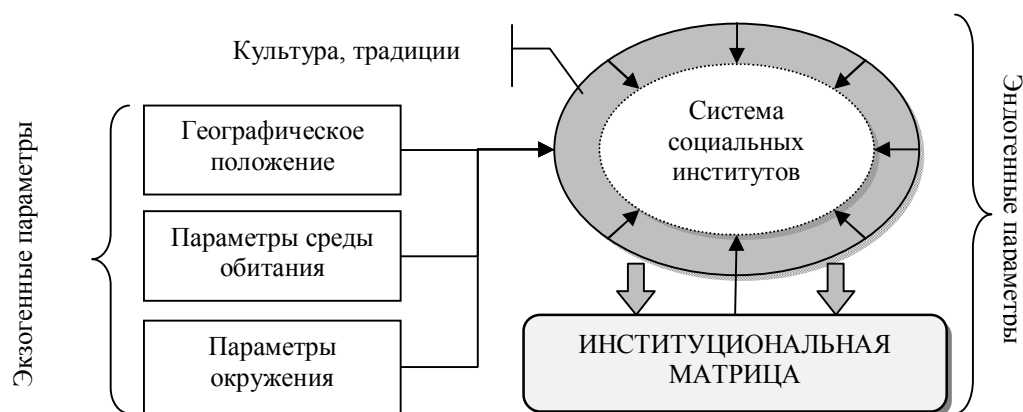 Культура, традиции
Экзогенные параметры
Географическое
положение
Параметры среды
обитания
Параметры
окружения
Система
социальных
институтов
ИНСТИТУЦИОНАЛЬНАЯ
МАТРИЦА
Эндогенные параметры